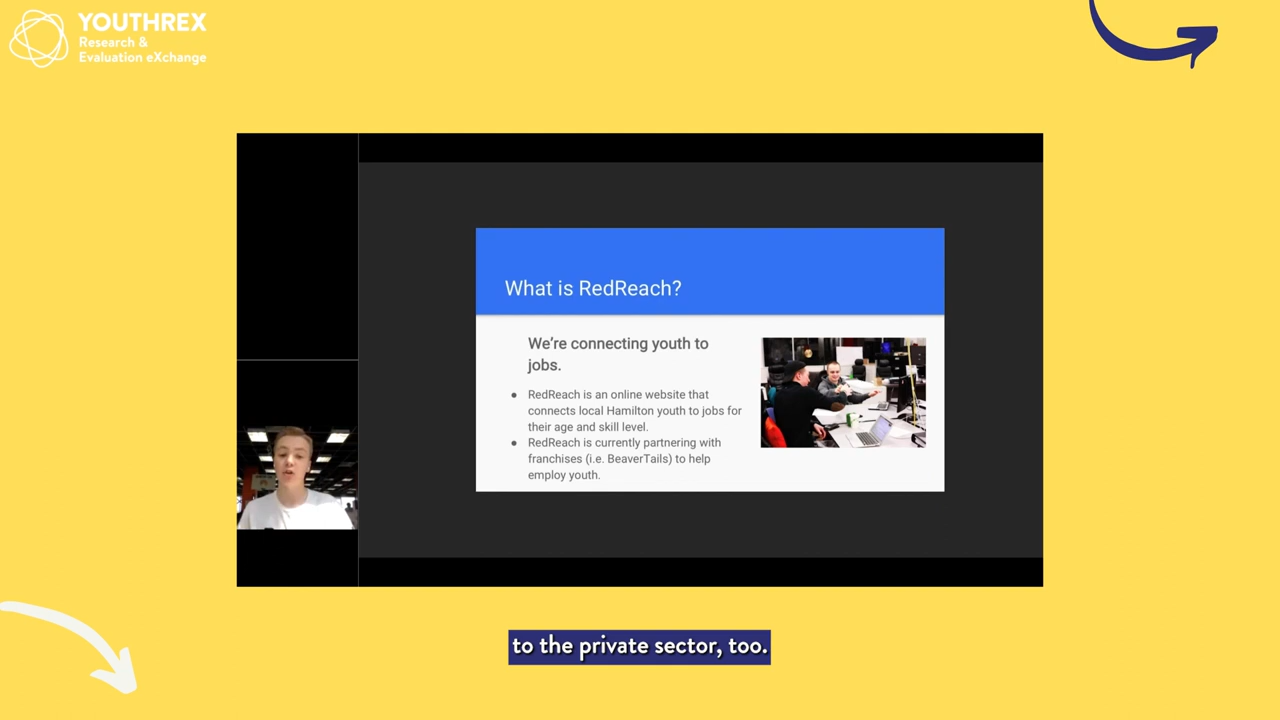 YOUTHREX
Research &
Evaluation eXchange
What is RedReach?
We're connecting youth to
jobs.
● RedReach is an online website that
connects local Hamilton youth to jobs for
their age and skill level.
● RedReach is currently partnering with
franchises (i.e. BeaverTails) to help
employ youth.
to the private sector, too.